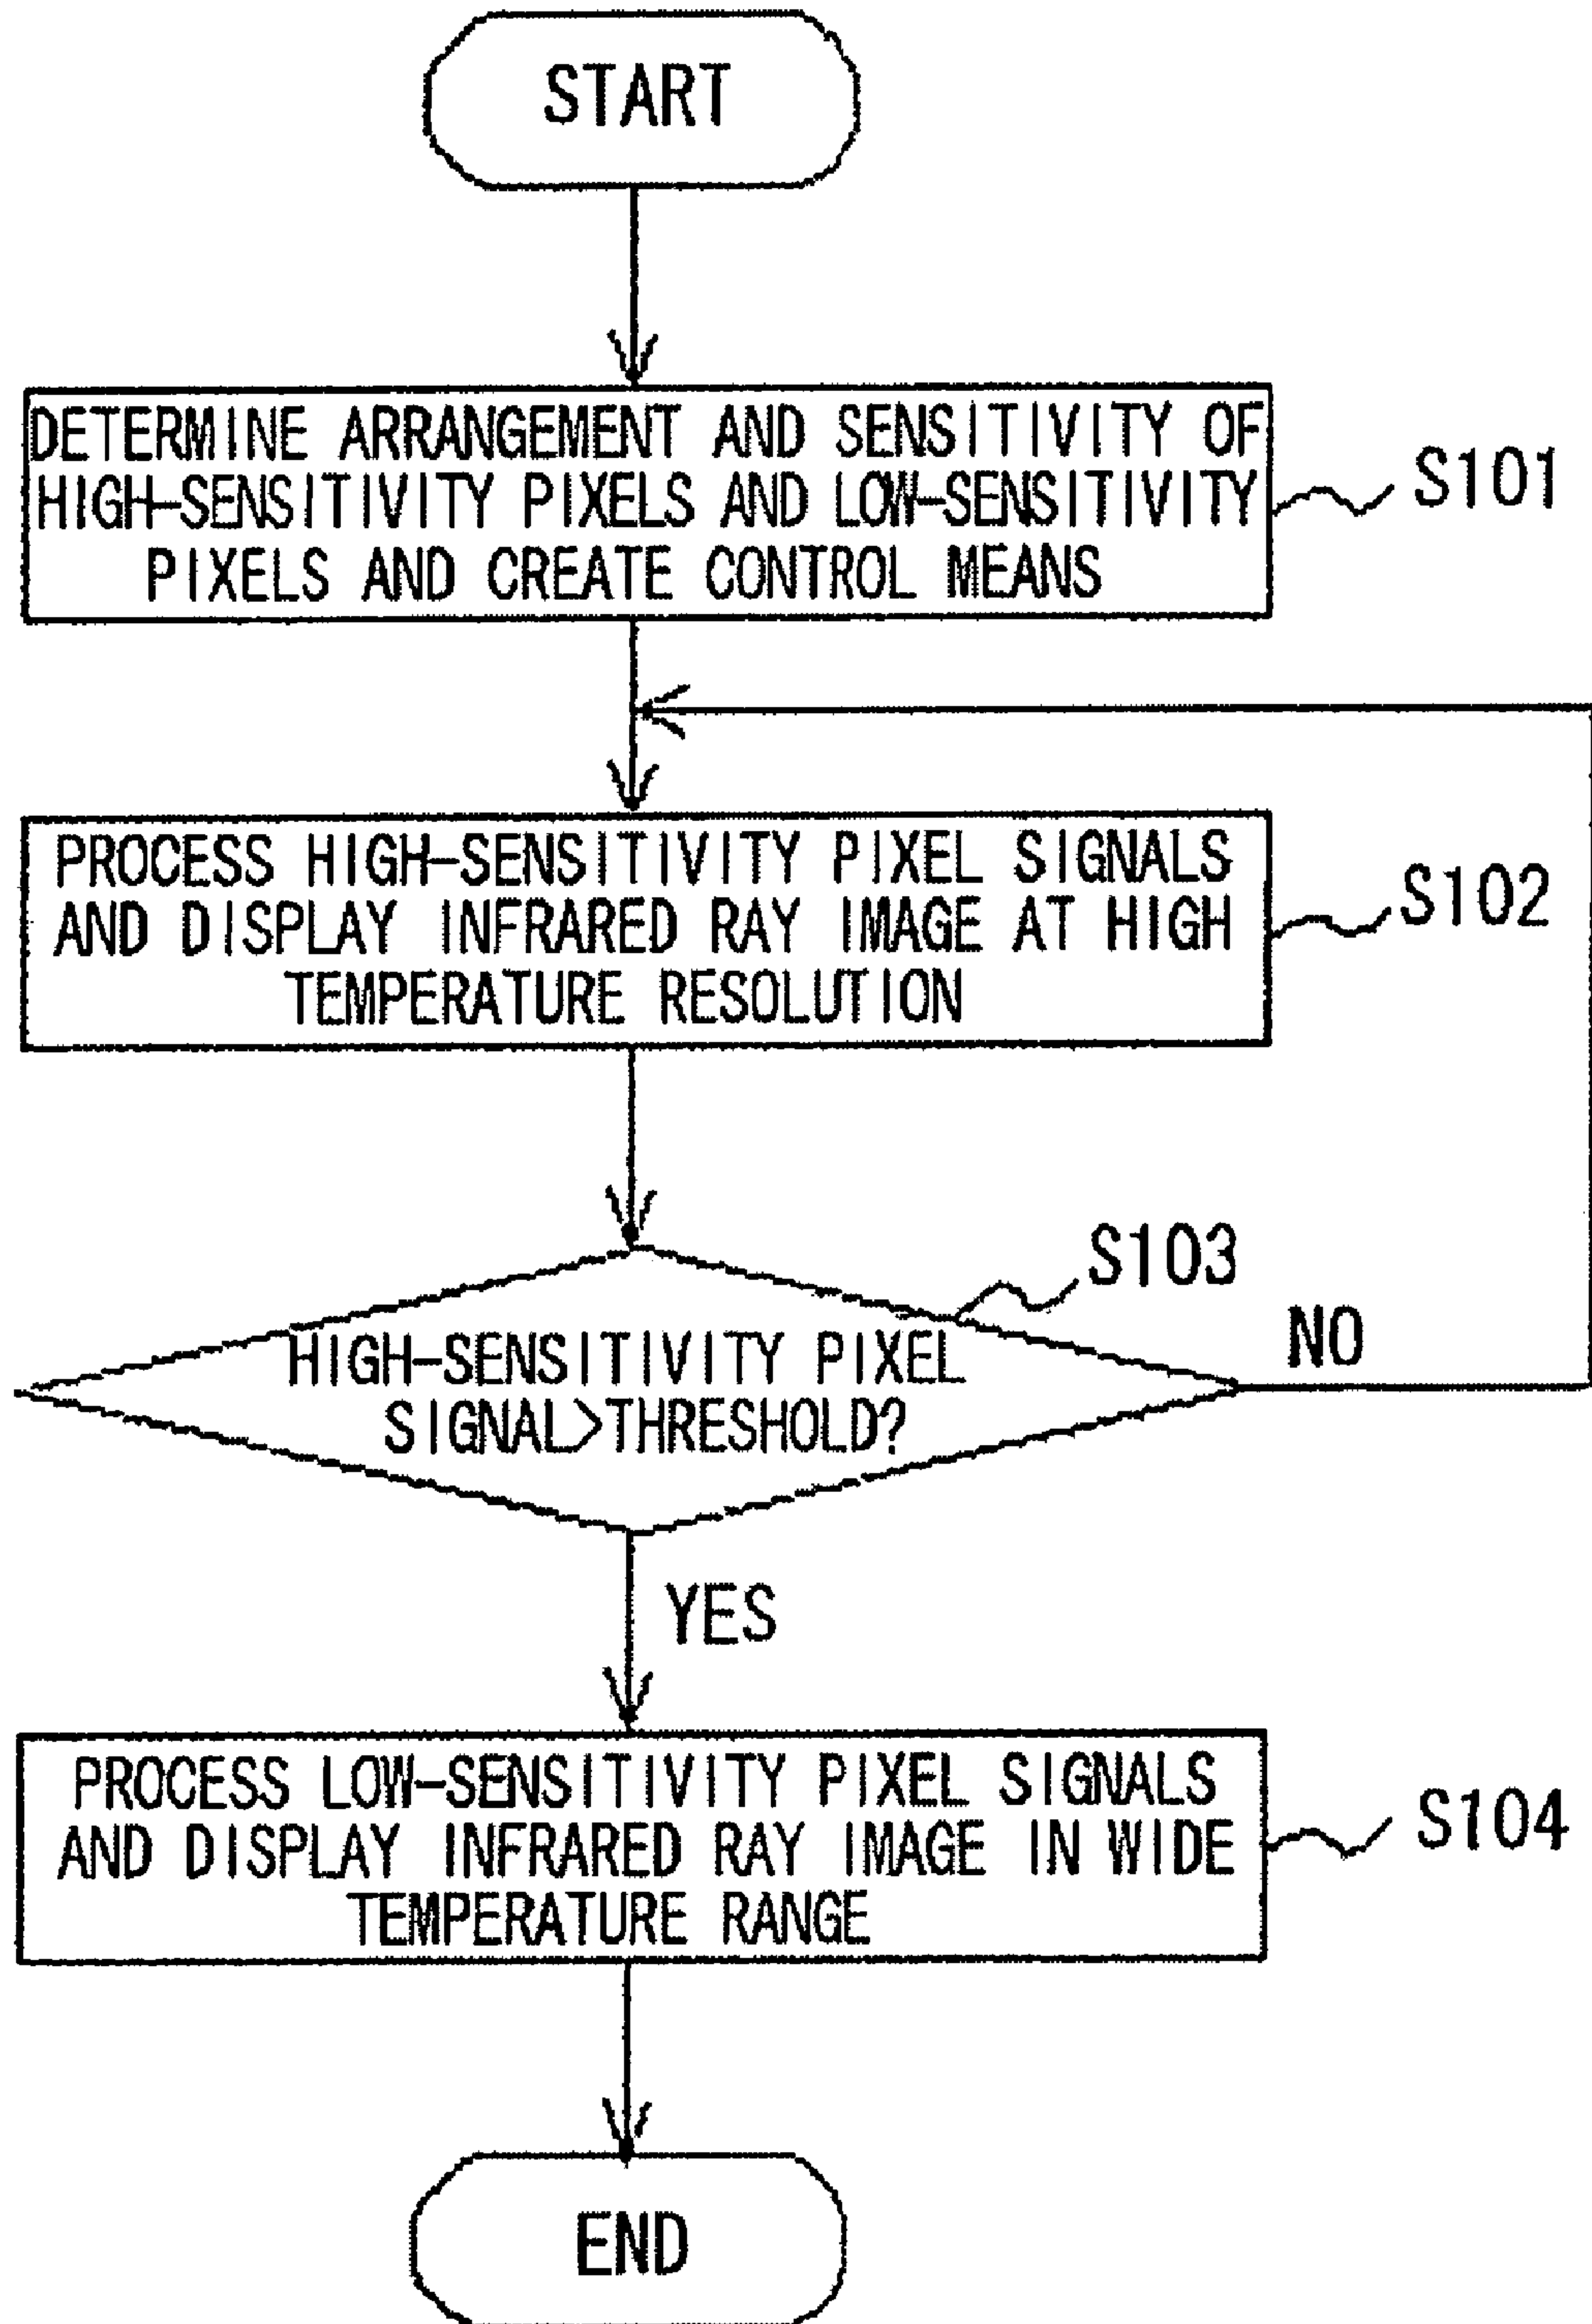 START
DETERMINE ARRANGEMENT AND SENSITIVITY OF
HIGH-SENSITIVITY PIXELS AND LOW-SENSITIVITY
PIXELS AND CREATE CONTROL MEANS
S101
PROCESS HIGH-SENSITIVITY PIXEL SIGNALS
AND DISPLAY INFRARED RAY IMAGE AT HIGH
TEMPERATURE RESOLUTION
S102
S103
HIGH-SENSITIVITY PIXEL
SIGNAL>THRESHOLD?
NO
YES
PROCESS LOW-SENSITIVITY PIXEL SIGNALS
AND DISPLAY INFRARED RAY IMAGE IN WIDE
TEMPERATURE RANGE
S104
END